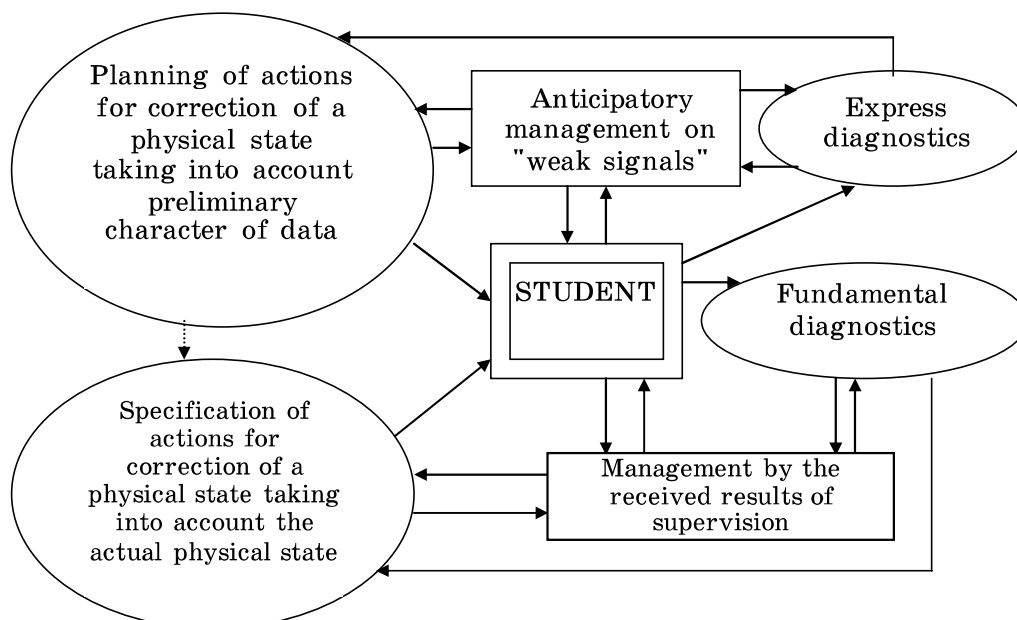 Planning of actions
for correction of a
physical state
taking into account
preliminary
character of data
Anticipatory
management on
"weak signals"
Express
diagnostics
STUDENT
Fundamental
diagnostics
Specification of
actions for
correction of a
physical state taking
into account the
actual physical state
Management by the
received results of
supervision